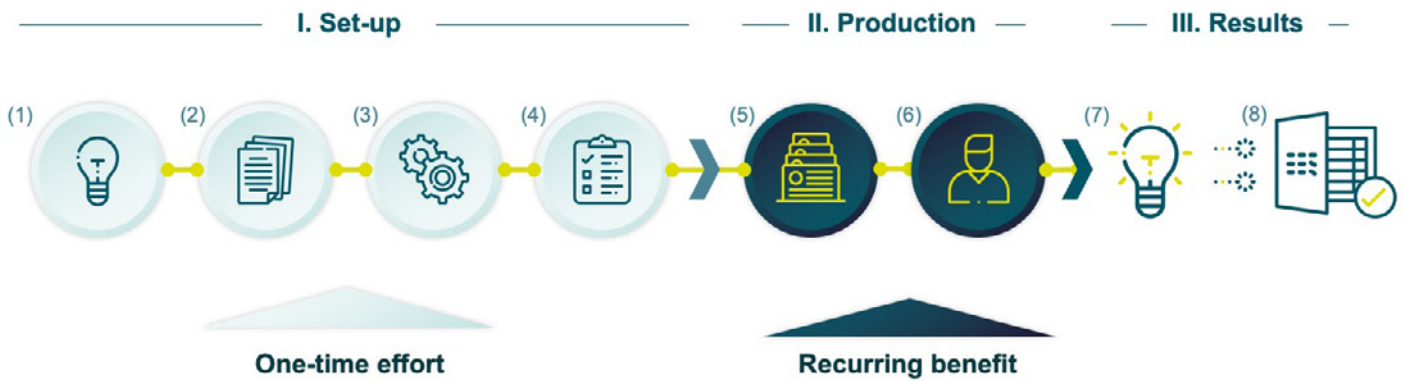 I. Set-up
II. Production
III. Results
(1)
(2)
(3)
(4)
(5)
(6)
(7)
(8)
One-time effort
Recurring benefit